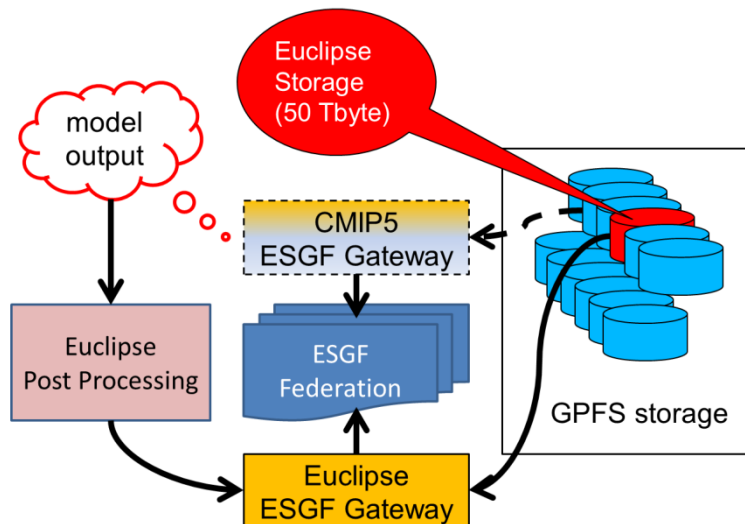 Euclipse
Storage
(50 Tbyte)
model
output
CMIP5
ESGF Gateway
Euclipse
Post Processing
ESGF
Federation
GPFS storage
Euclipse
ESGF Gateway